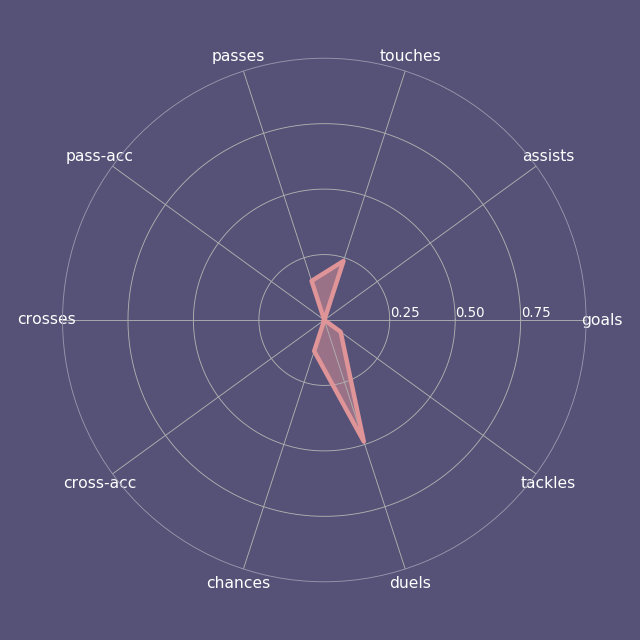 passes touches
pass-acc assists
crosses 0.25 0.50 0.75 goals
cross-acc tackles
chances duels